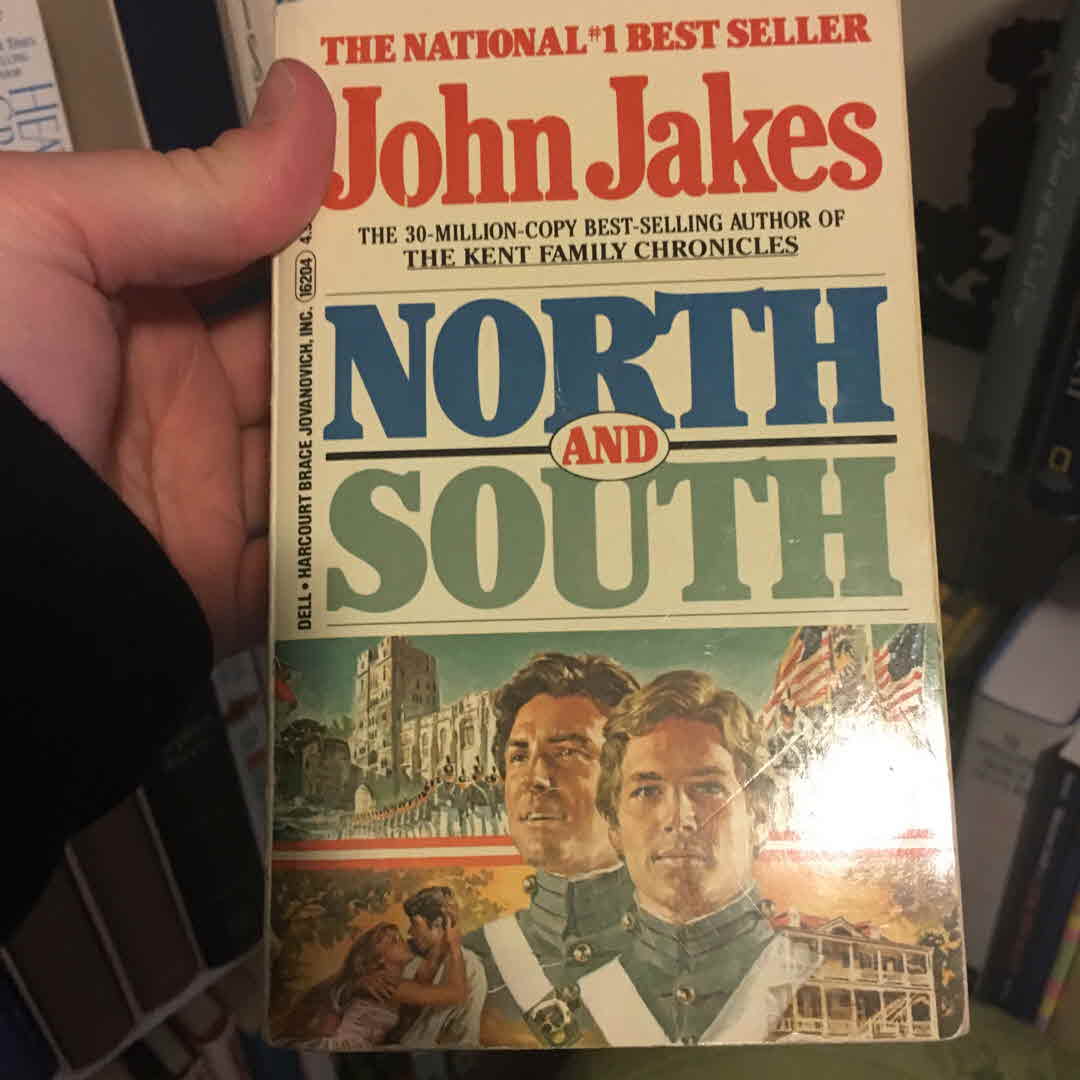 THE NATIONAL #1 BEST SELLER
John Jakes
THE 30-MILLION-COPY BEST-SELLING AUTHOR OF
THE KENT FAMILY CHRONICLES
NORTH
AND
SOUTH
DELL • HARCOURT BRACE JOVANOVICH, INC. 16204